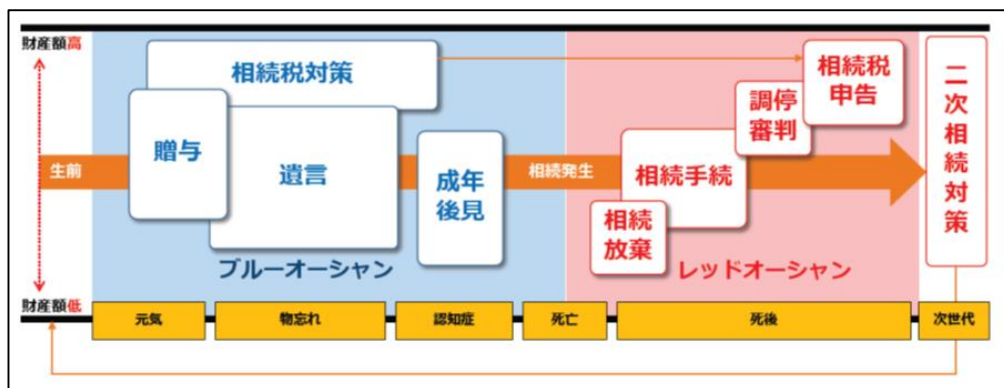 財産額高
相続税対策
相続税
申告
調停
審判
贈与
遺言
成年
後見
生前
相続発生
相続手続
相続
放棄
二次相続対策
ブルーオーシャン
レッドオーシャン
財産額低
元気
物忘れ
認知症
死亡
死後
次世代